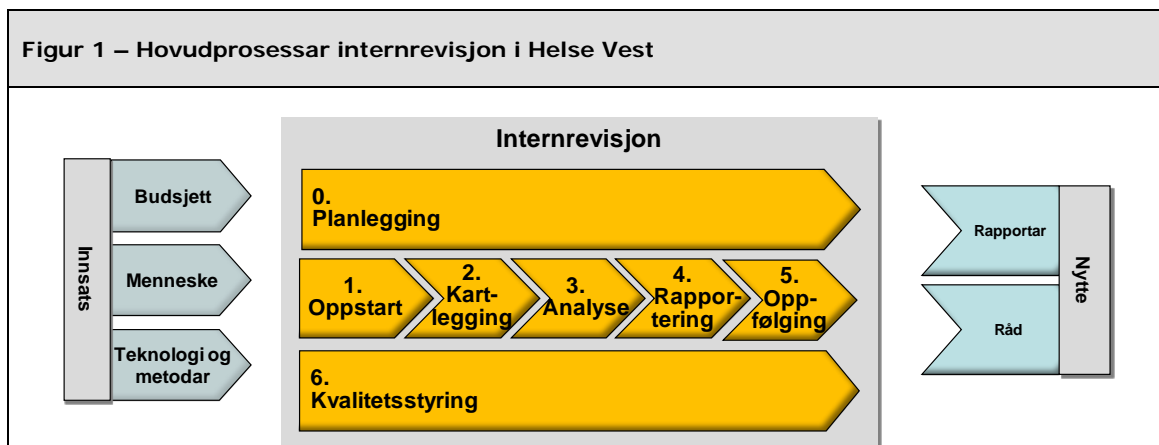 Figur 1 – Hovudprosessar internrevisjon i Helse Vest
Innsats
Budsjett
Menneske
Teknologi og
metodar
Internrevisjon
0.
Planlegging
1.
Oppstart
2.
Kart-
legging
3.
Analyse
4.
Rappor-
tering
5.
Opp-
følging
6.
Kvalitetsstyring
Rapportar
Råd
Nytte